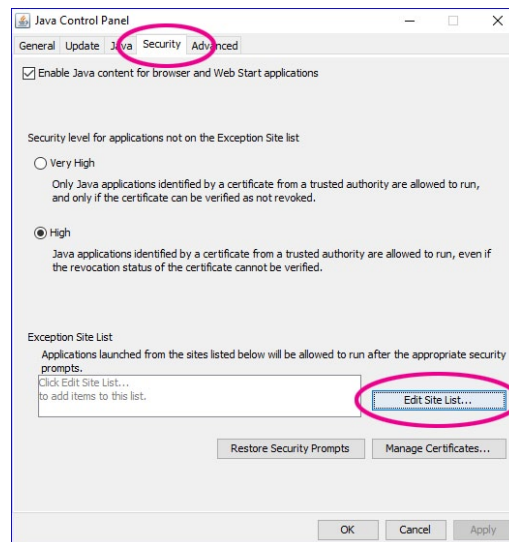 Java Control Panel
General Update Java Security Advanced
Enable Java content for browser and Web Start applications
Security level for applications not on the Exception Site list
Very High
Only Java applications identified by a certificate from a trusted authority are allowed to run,
and only if the certificate can be verified as not revoked.
High
Java applications identified by a certificate from a trusted authority are allowed to run, even if
the revocation status of the certificate cannot be verified.
Exception Site List
Applications launched from the sites listed below will be allowed to run after the appropriate security
prompts.
Click Edit Site List...
to add items to this list.
Edit Site List...
Restore Security Prompts Manage Certificates...
OK Cancel Apply